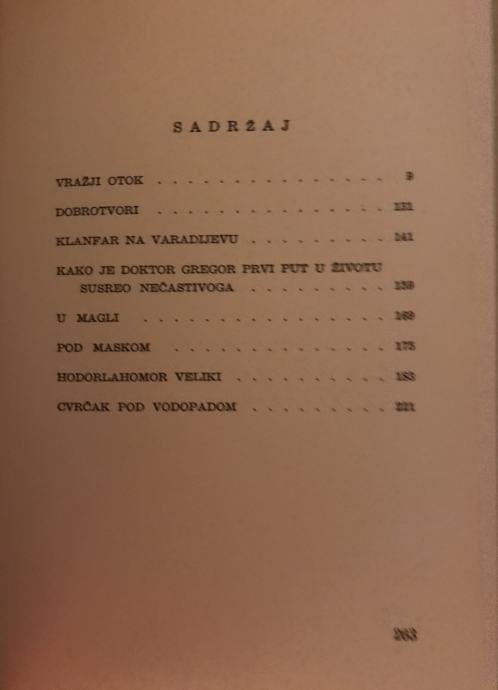 SADRŽAJ
VRAŽJI OTOK . . . . . . . . . . . . . . . 9
DOBROTVORI . . . . . . . . . . . . . . . 131
KLANFAR NA VARADIJEVU . . . . . . . . . 141
KAKO JE DOKTOR GREGOR PRVI PUT U ŽIVOTU
SUSREO NEČASTIVOGA . . . . . . . . . 159
U MAGLI . . . . . . . . . . . . . . . . 169
POD MASKOM . . . . . . . . . . . . . . 175
HODORLAHOMOR VELIKI . . . . . . . . . . 183
CVRČAK POD VODOPADOM . . . . . . . . . 221
263